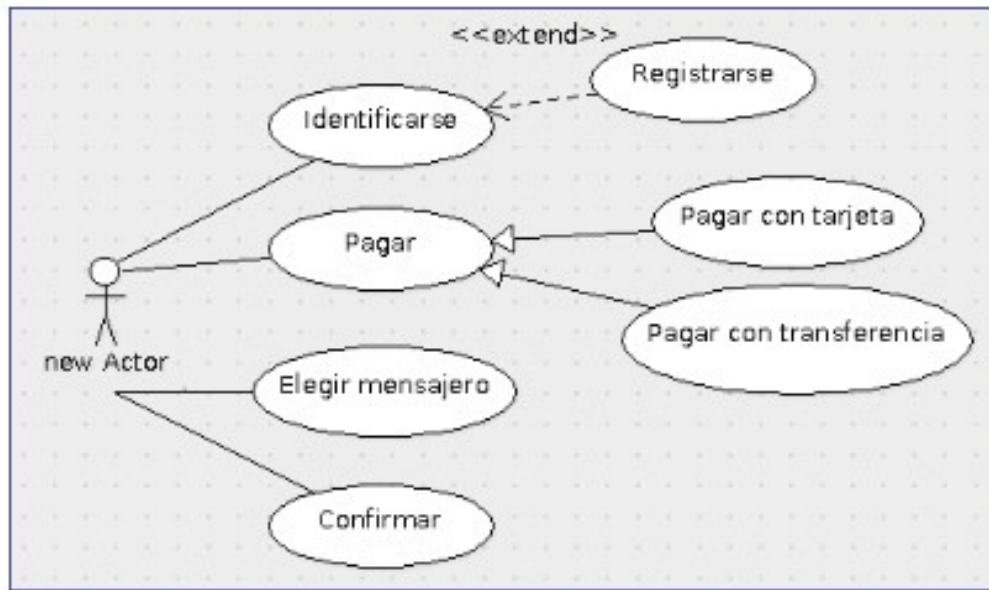 <<extend>>
Registrarse
Identificarse
Pagar con tarjeta
Pagar
Pagar con transferencia
new Actor
Elegir mensajero
Confirmar